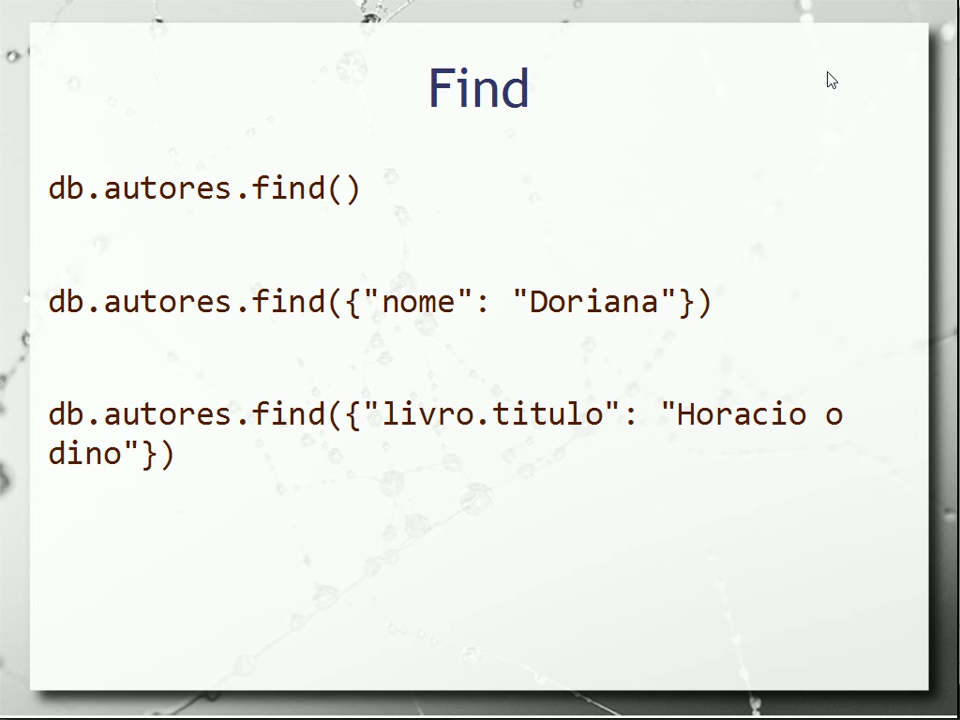 Find
db.autores.find()
db.autores.find({"nome": "Doriana"})
db.autores.find({"livro.titulo": "Horacio o
dino"})